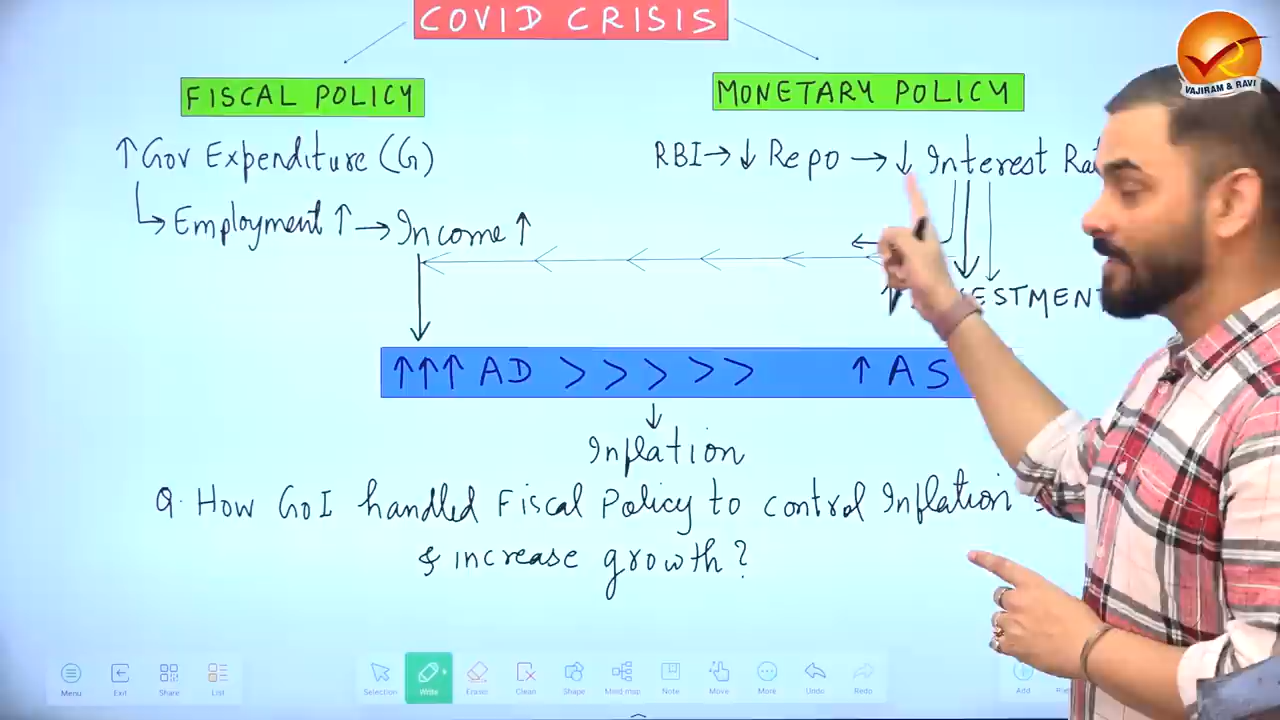 COVID CRISIS
VAJIRAM & RAVI
FISCAL POLICY
MONETARY POLICY
↑ Gov Expenditure (G)
RBI → ↓ Repo → ↓ Interest
↳ Employment ↑ → Income ↑
↑↑↑ AD > > > > > ↑ AS
↓
Inflation
Q. How GoI handled Fiscal Policy to control Inflation
& increase growth?
Menu Exit Share List Selection Write Erase Clean Shape Mind map Note Move More Undo Redo Add